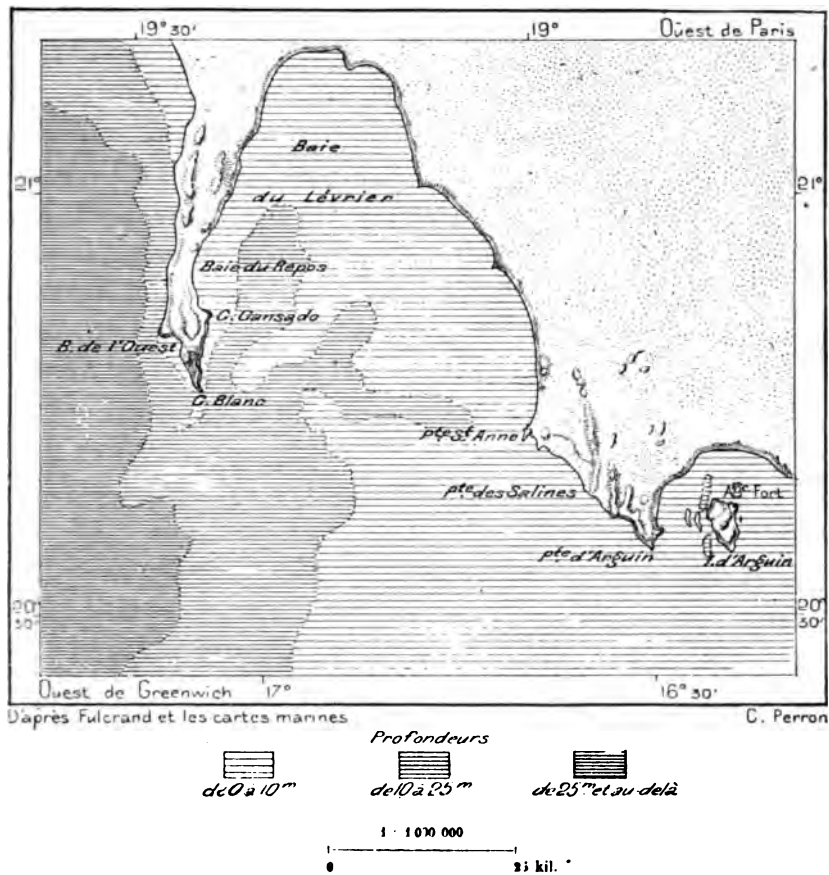 19° 30′ 19° Ouest de Paris
21° 21°
Baie
du Lévrier
Baie du Repos
C. Cansado
B. de l'Ouest
C. Blanc
pte St Anne
pte des Salines
Anc. Fort
pte d'Arguin
I. d'Arguin
20° 30′ 20° 30′
Ouest de Greenwich 17° 16° 30′
D'après Fulcrand et les cartes marines C. Perron
Profondeurs
de 0 à 10m de 10 à 25m de 25m et au-delà
1 : 1 000 000
0 25 kil.